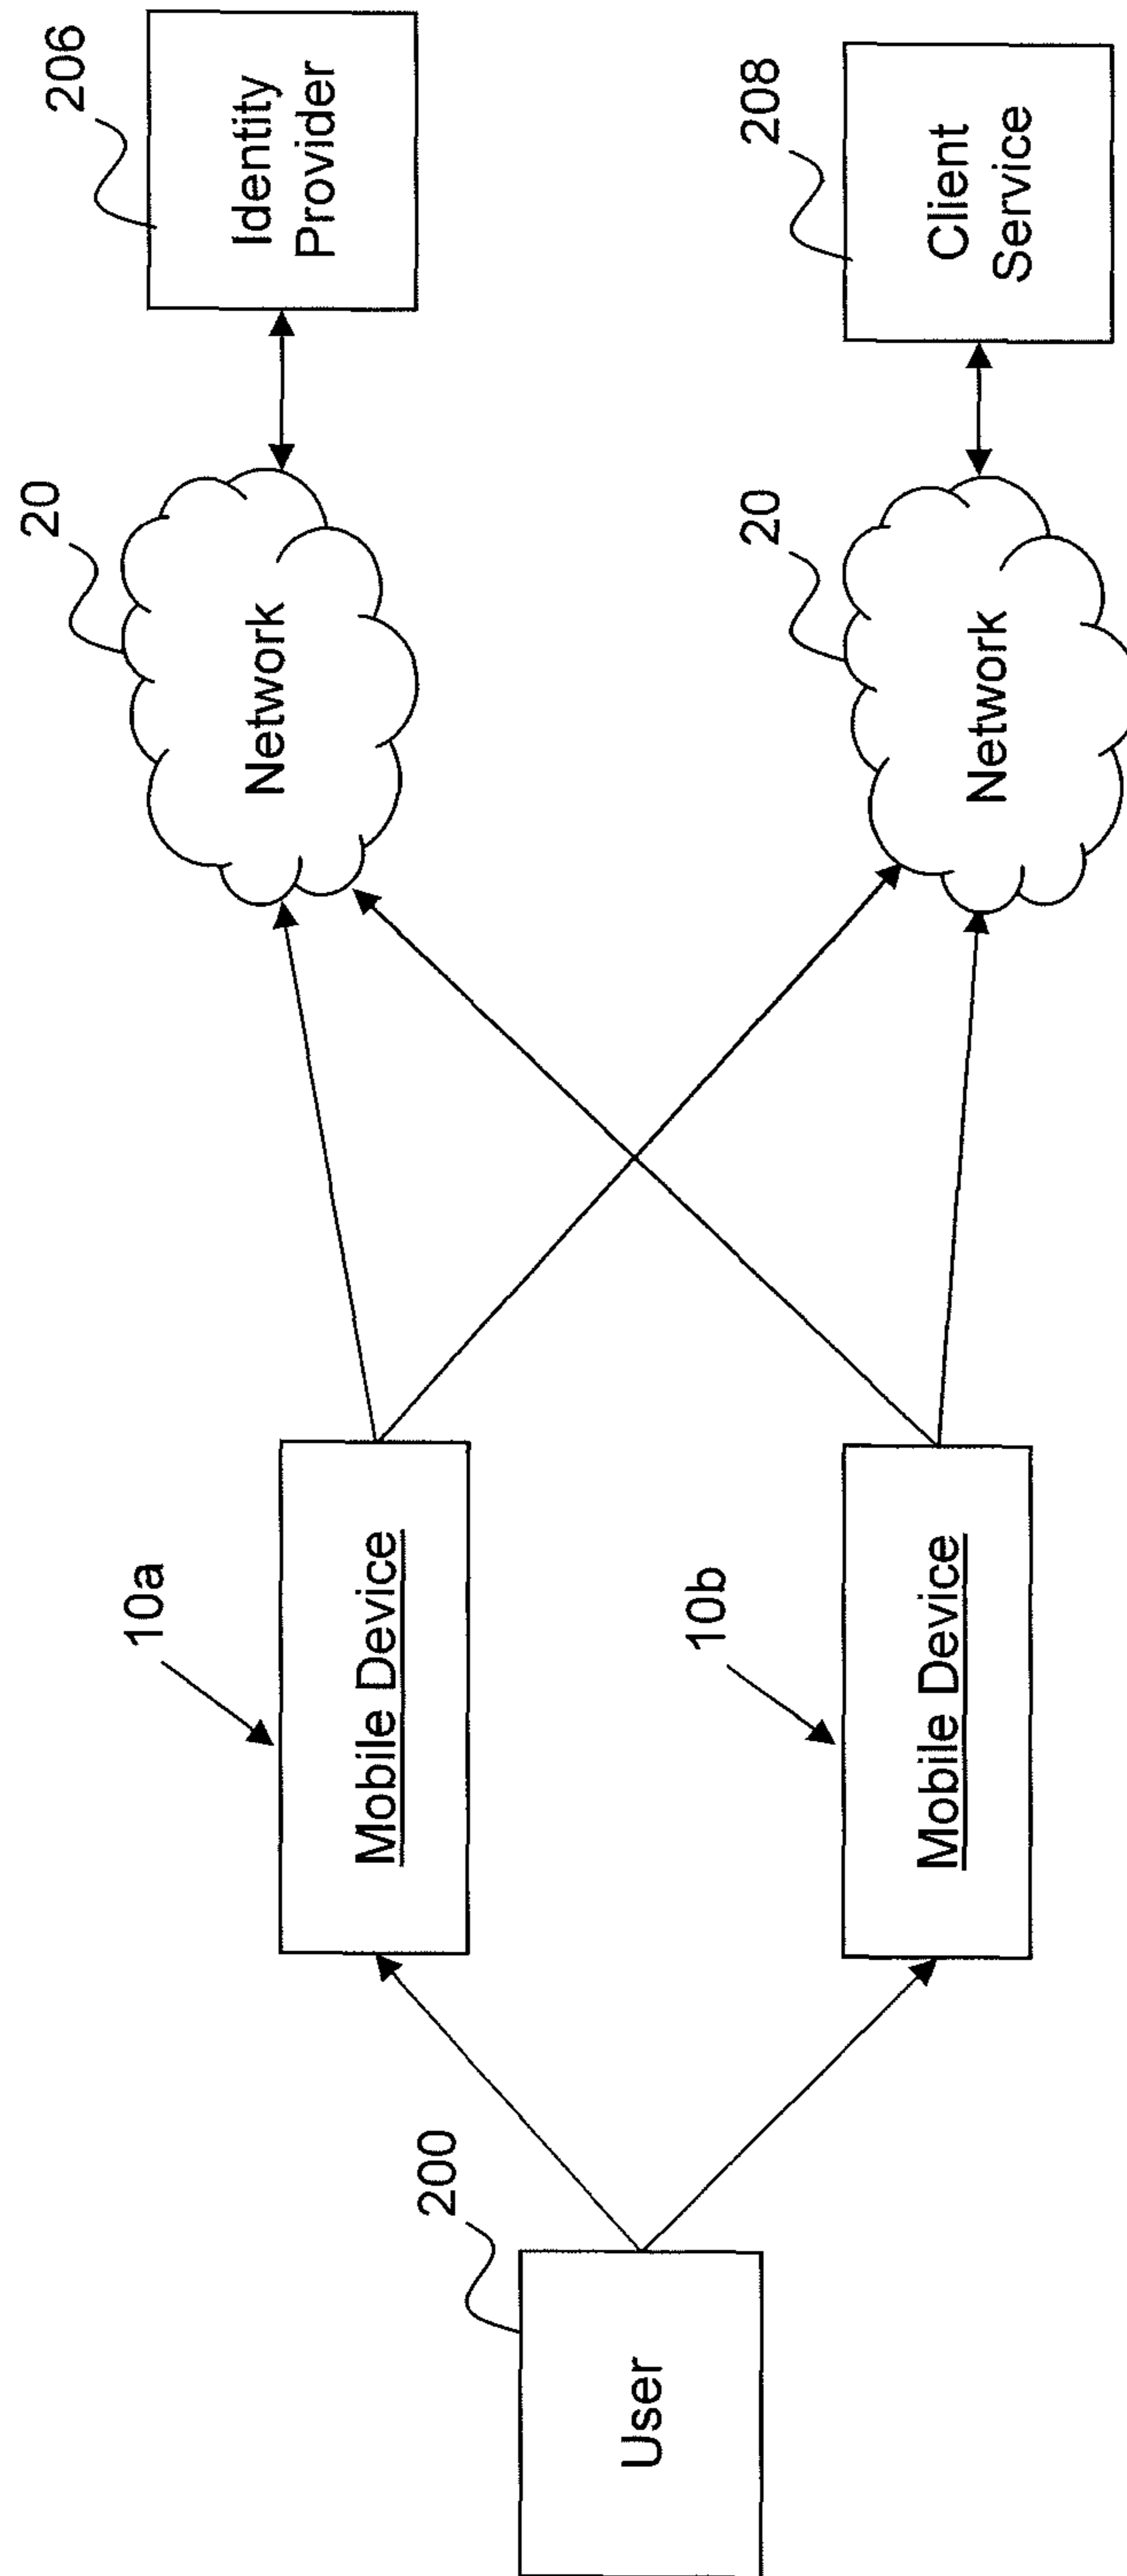 200
User
10a
Mobile Device
10b
Mobile Device
20
Network
20
Network
206
Identity
Provider
208
Client
Service